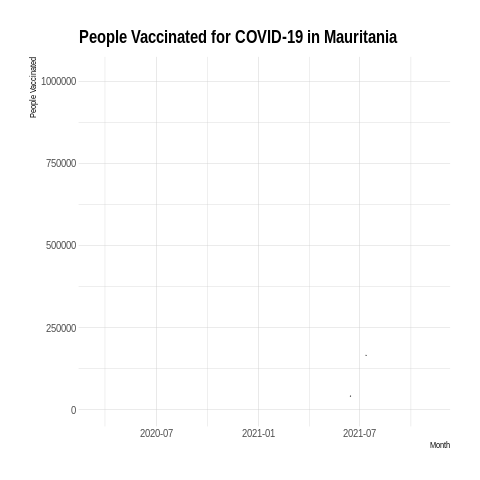 People Vaccinated for COVID-19 in Mauritania
People Vaccinated
1000000
750000
500000
250000
0
2020-07
2021-01
2021-07
Month